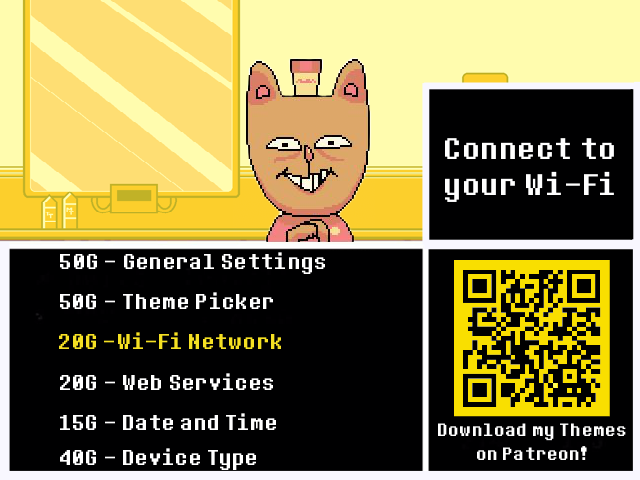 Connect to
your Wi-Fi
50G - General Settings
50G - Theme Picker
20G -Wi-Fi Network
20G - Web Services
15G - Date and Time
40G - Device Type
Download my Themes
on Patreon!